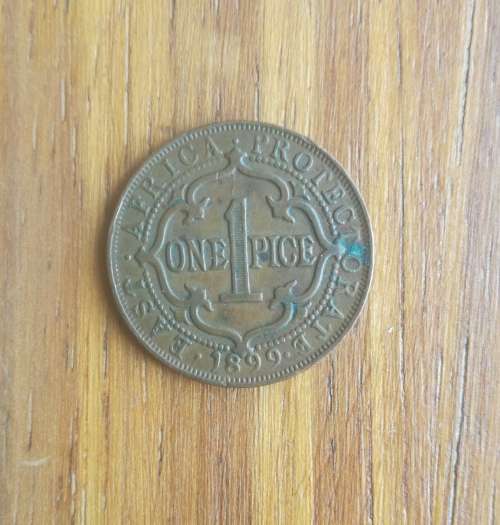 EAST · AFRICA · PROTECTORATE
ONE 1 PICE
· 1899 ·